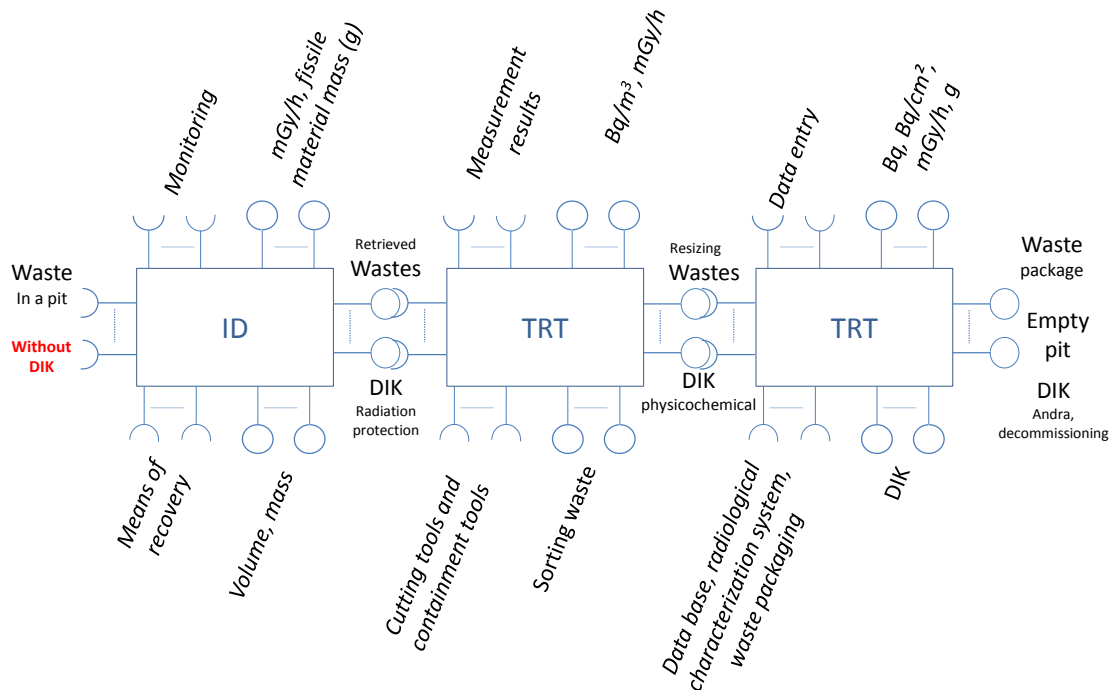 Monitoring
mGy/h, fissile
material mass (g)
Measurement
results
Bq/m³, mGy/h
Data entry
Bq, Bq/cm²,
mGy/h, g
Waste
In a pit
Without
DIK
ID
Retrieved
Wastes
DIK
Radiation
protection
TRT
Resizing
Wastes
DIK
physicochemical
TRT
Waste
package
Empty
pit
DIK
Andra,
decommissioning
Means of
recovery
Volume, mass
Cutting tools and
containment tools
Sorting waste
Data base, radiological
characterization system,
waste packaging
DIK